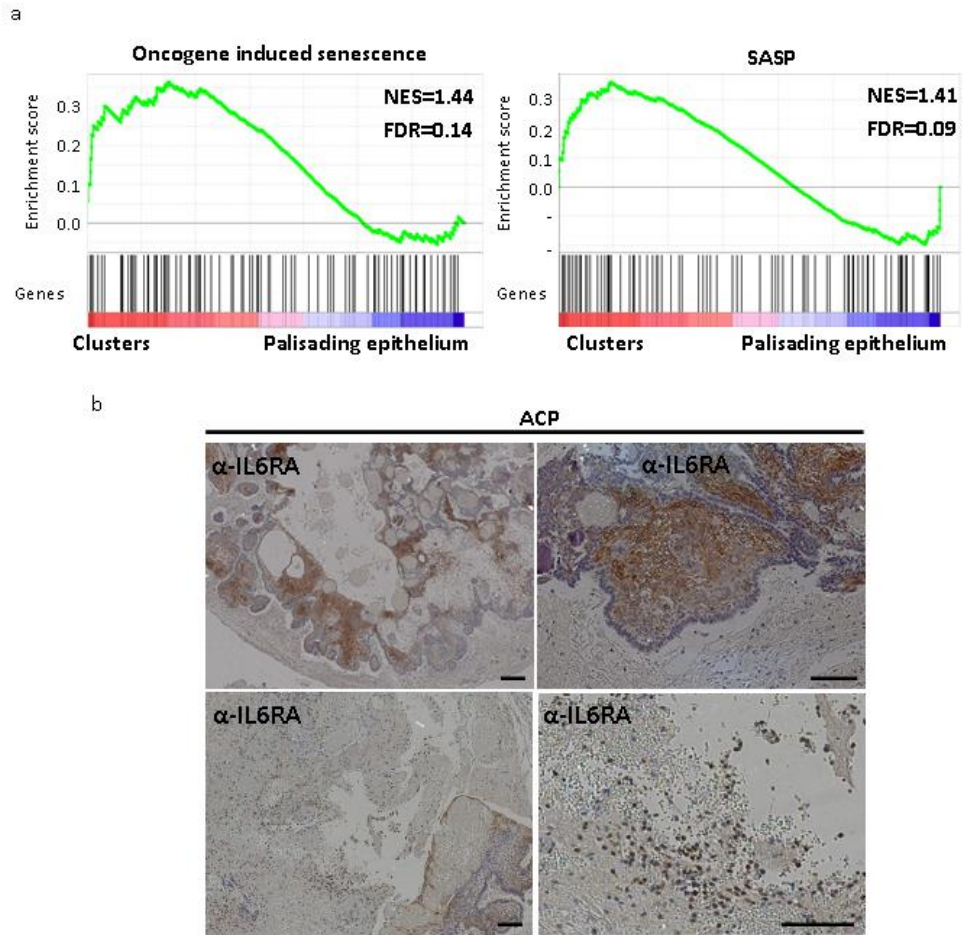 a
Oncogene induced senescence
SASP
Enrichment score
0.3
0.2
0.1
0.0
NES=1.44
FDR=0.14
Enrichment score
0.3
0.2
0.1
0.0
-
-
NES=1.41
FDR=0.09
Genes
Genes
Clusters
Palisading epithelium
Clusters
Palisading epithelium
b
ACP
α-IL6RA
α-IL6RA
α-IL6RA
α-IL6RA